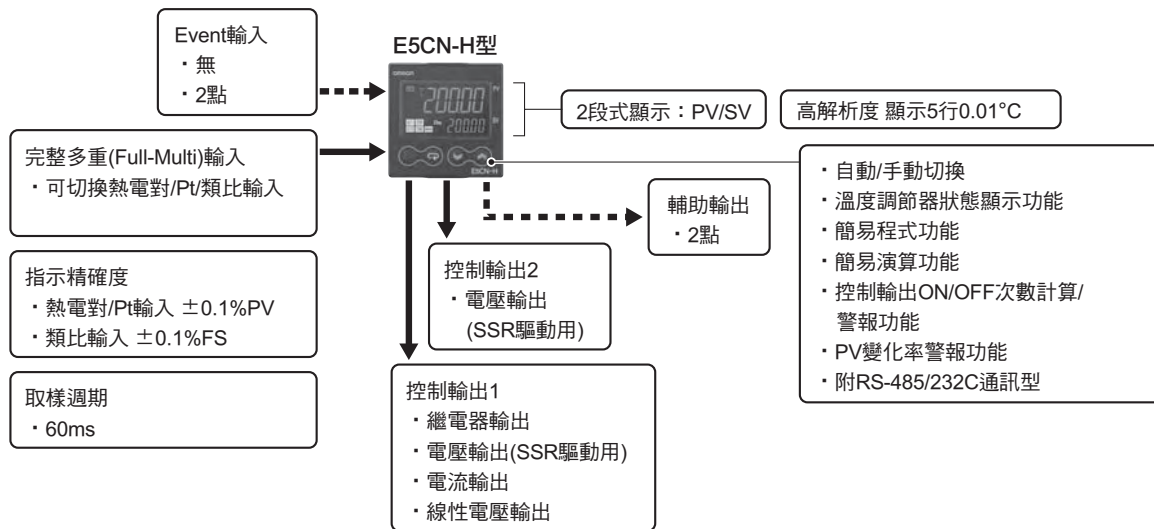 Event輸入
・無
・2點
完整多重(Full-Multi)輸入
・可切換熱電對/Pt/類比輸入
指示精確度
・熱電對/Pt輸入 ±0.1%PV
・類比輸入 ±0.1%FS
取樣週期
・60ms
E5CN-H型
omron
200.00
PV
200.00
SV
E5CN-H
2段式顯示：PV/SV
高解析度 顯示5行0.01°C
・自動/手動切換
・溫度調節器狀態顯示功能
・簡易程式功能
・簡易演算功能
・控制輸出ON/OFF次數計算/
警報功能
・PV變化率警報功能
・附RS-485/232C通訊型
輔助輸出
・2點
控制輸出2
・電壓輸出
(SSR驅動用)
控制輸出1
・繼電器輸出
・電壓輸出(SSR驅動用)
・電流輸出
・線性電壓輸出